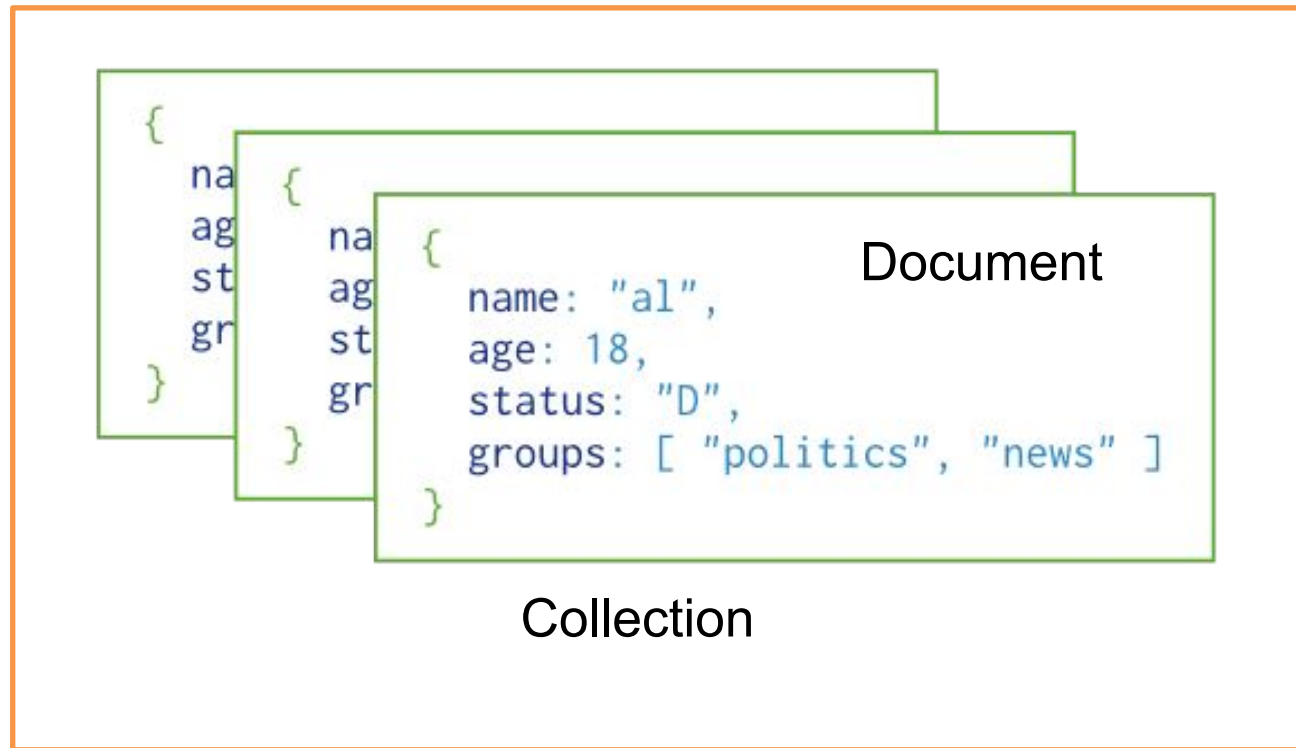 {
na
ag
st
gr
}
{
na
ag
st
gr
}
{
Document
name: "al",
age: 18,
status: "D",
groups: [ "politics", "news" ]
}
Collection